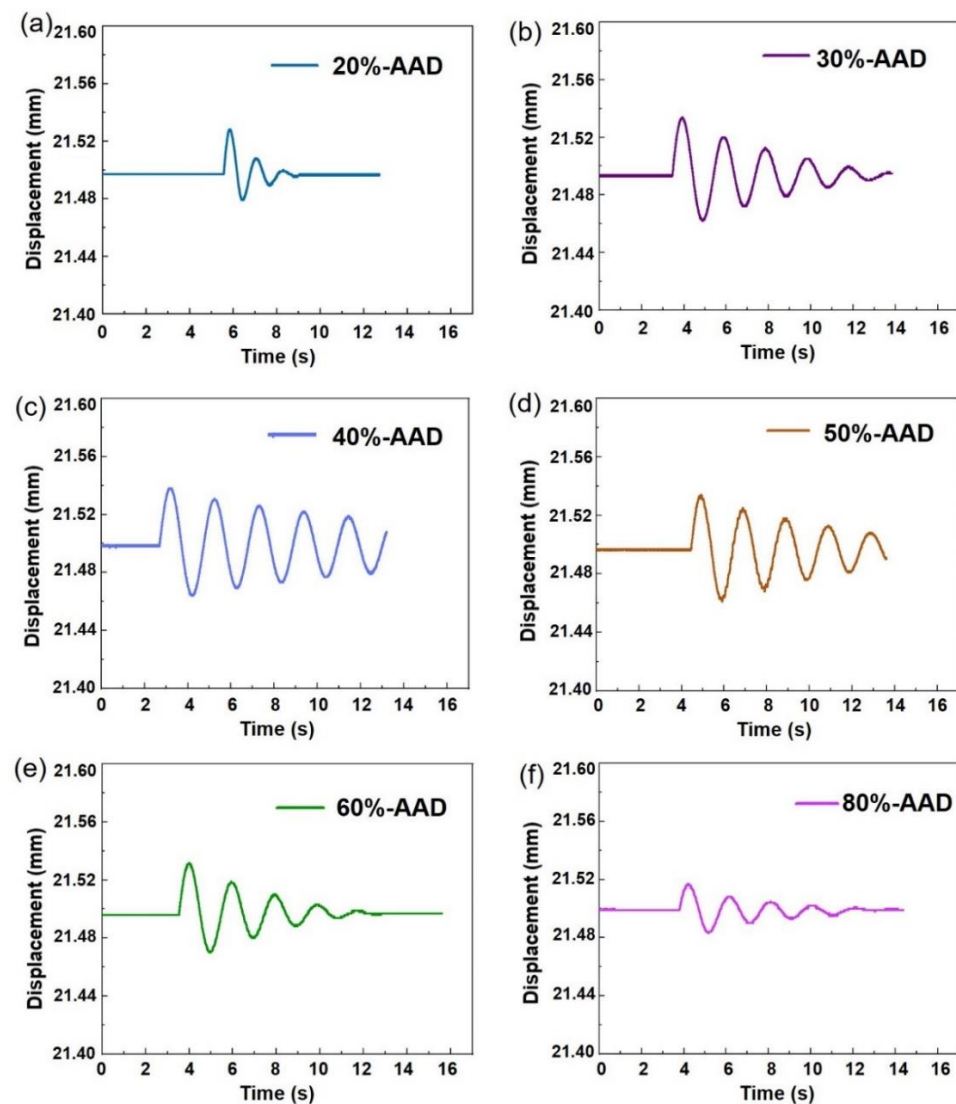 (a)
21.60
21.56
21.52
21.48
21.44
21.40
Displacement (mm)
20%-AAD
0 2 4 6 8 10 12 14 16
Time (s)
(b)
21.60
21.56
21.52
21.48
21.44
21.40
Displacement (mm)
30%-AAD
0 2 4 6 8 10 12 14 16
Time (s)
(c)
21.60
21.56
21.52
21.48
21.44
21.40
Displacement (mm)
40%-AAD
0 2 4 6 8 10 12 14 16
Time (s)
(d)
21.60
21.56
21.52
21.48
21.44
21.40
Displacement (mm)
50%-AAD
0 2 4 6 8 10 12 14 16
Time (s)
(e)
21.60
21.56
21.52
21.48
21.44
21.40
Displacement (mm)
60%-AAD
0 2 4 6 8 10 12 14 16
Time (s)
(f)
21.60
21.56
21.52
21.48
21.44
21.40
Displacement (mm)
80%-AAD
0 2 4 6 8 10 12 14 16
Time (s)